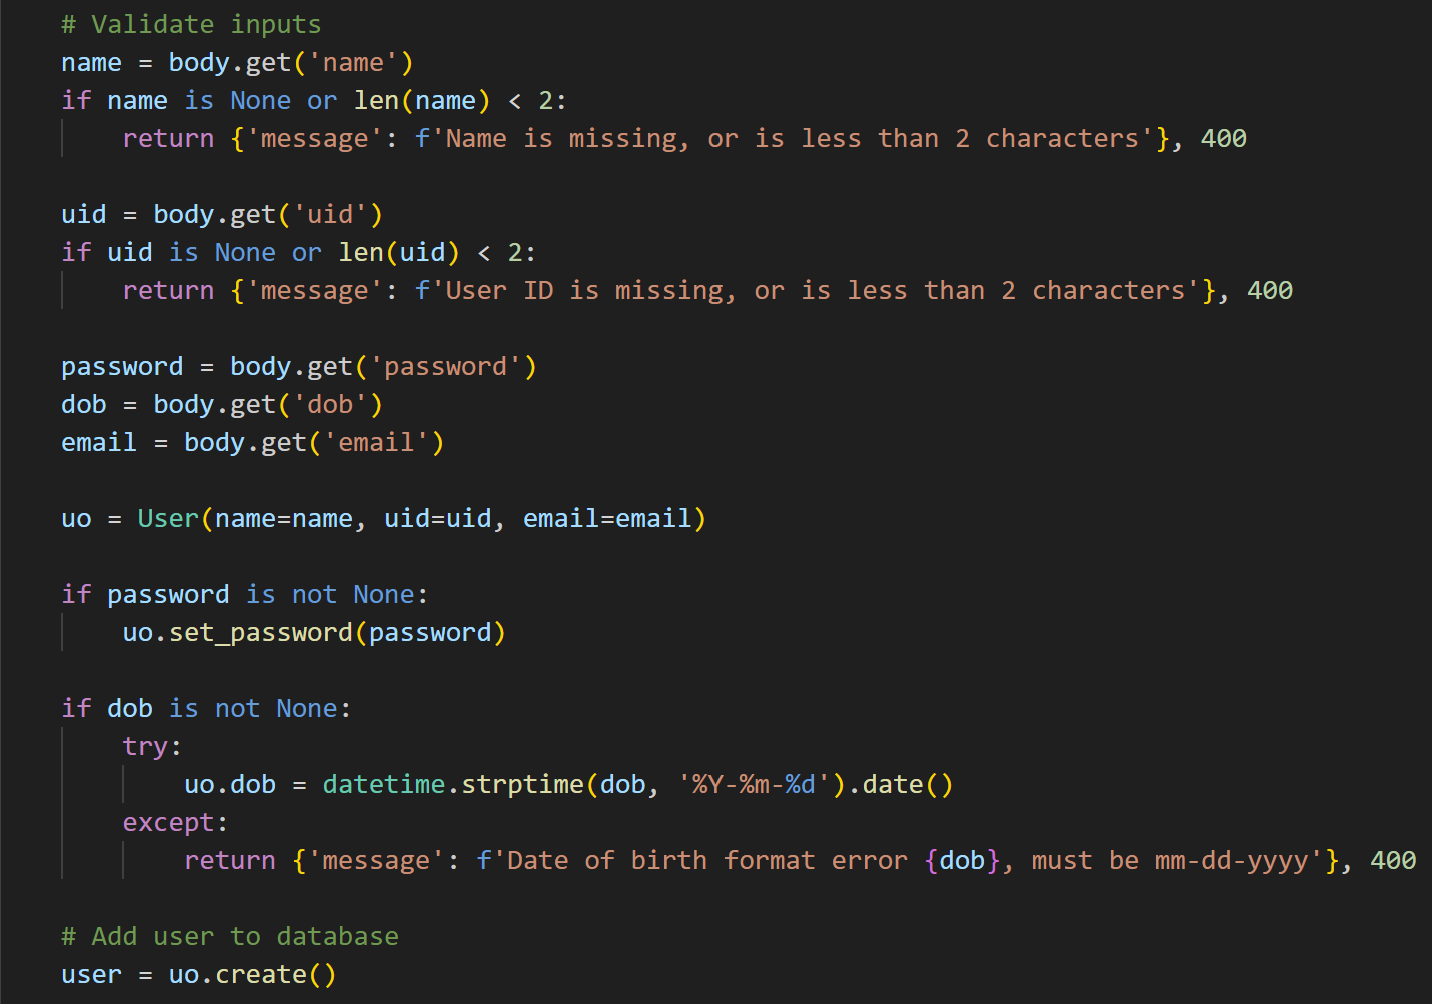 # Validate inputs
name = body.get('name')
if name is None or len(name) < 2:
    return {'message': f'Name is missing, or is less than 2 characters'}, 400

uid = body.get('uid')
if uid is None or len(uid) < 2:
    return {'message': f'User ID is missing, or is less than 2 characters'}, 400

password = body.get('password')
dob = body.get('dob')
email = body.get('email')

uo = User(name=name, uid=uid, email=email)

if password is not None:
    uo.set_password(password)

if dob is not None:
    try:
        uo.dob = datetime.strptime(dob, '%Y-%m-%d').date()
    except:
        return {'message': f'Date of birth format error {dob}, must be mm-dd-yyyy'}, 400

# Add user to database
user = uo.create()